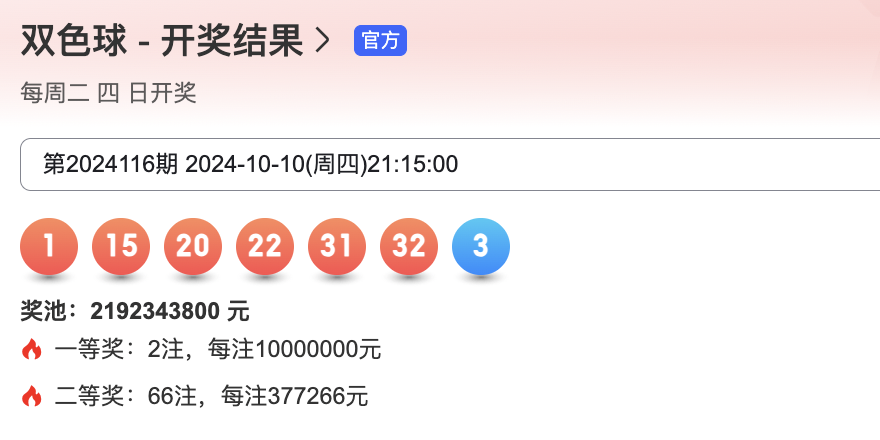 双色球 - 开奖结果 > 官方
每周二 四 日开奖
第2024116期 2024-10-10(周四)21:15:00
1 15 20 22 31 32 3
奖池：2192343800 元
一等奖：2注，每注10000000元
二等奖：66注，每注377266元